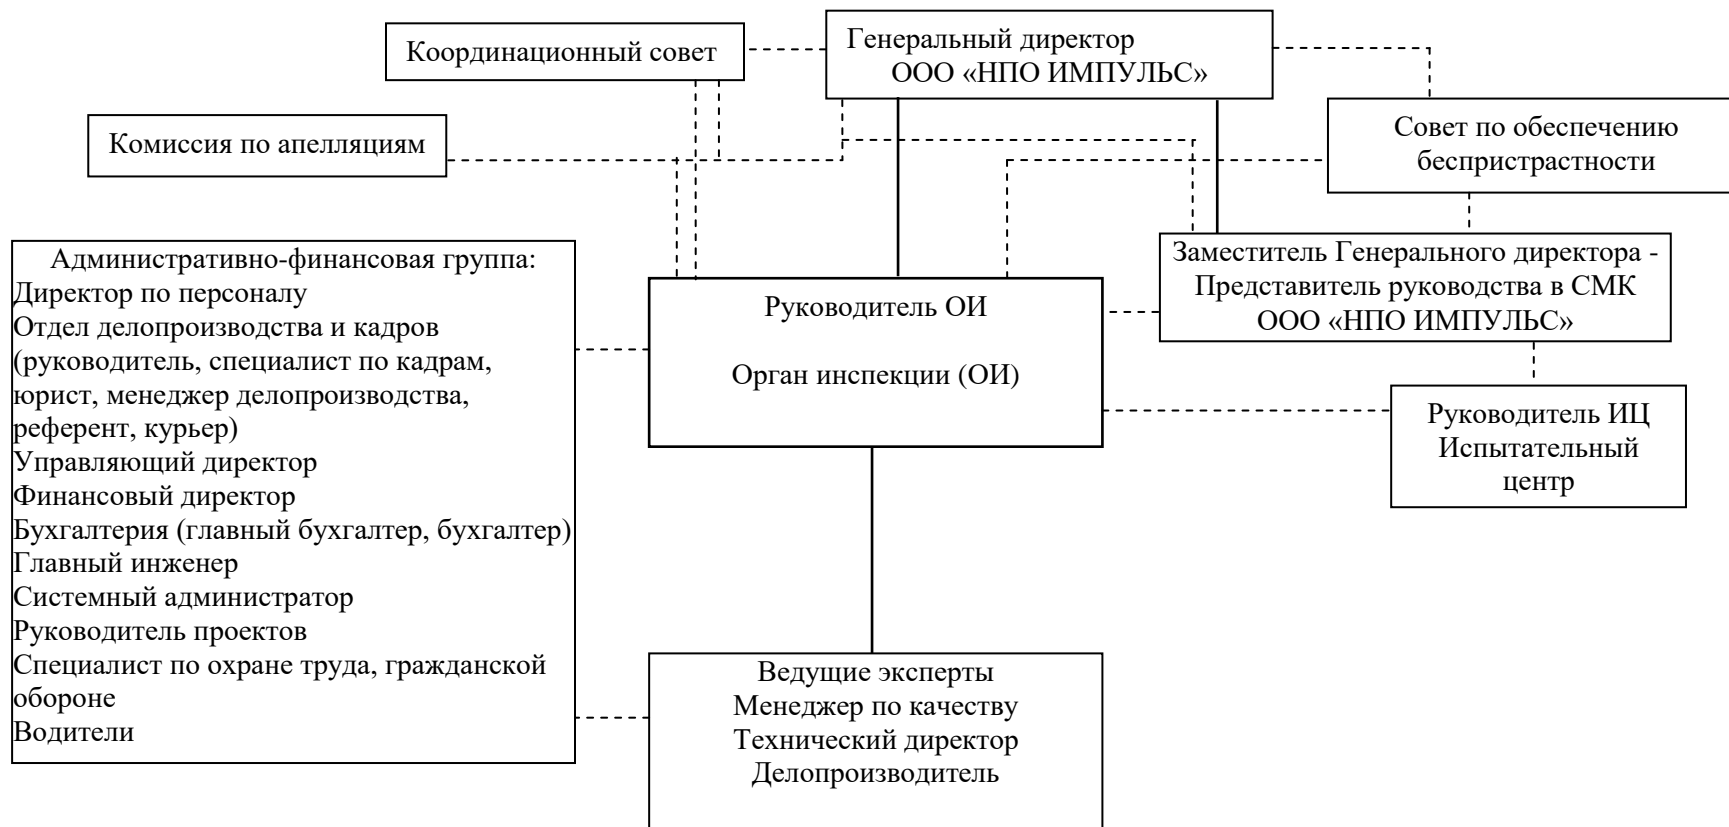 Координационный совет
Генеральный директор
ООО «НПО ИМПУЛЬС»
Комиссия по апелляциям
Совет по обеспечению
беспристрастности
Административно-финансовая группа:
Директор по персоналу
Отдел делопроизводства и кадров
(руководитель, специалист по кадрам,
юрист, менеджер делопроизводства,
референт, курьер)
Управляющий директор
Финансовый директор
Бухгалтерия (главный бухгалтер, бухгалтер)
Главный инженер
Системный администратор
Руководитель проектов
Специалист по охране труда, гражданской
обороне
Водители
Руководитель ОИ
Орган инспекции (ОИ)
Заместитель Генерального директора -
Представитель руководства в СМК
ООО «НПО ИМПУЛЬС»
Руководитель ИЦ
Испытательный
центр
Ведущие эксперты
Менеджер по качеству
Технический директор
Делопроизводитель